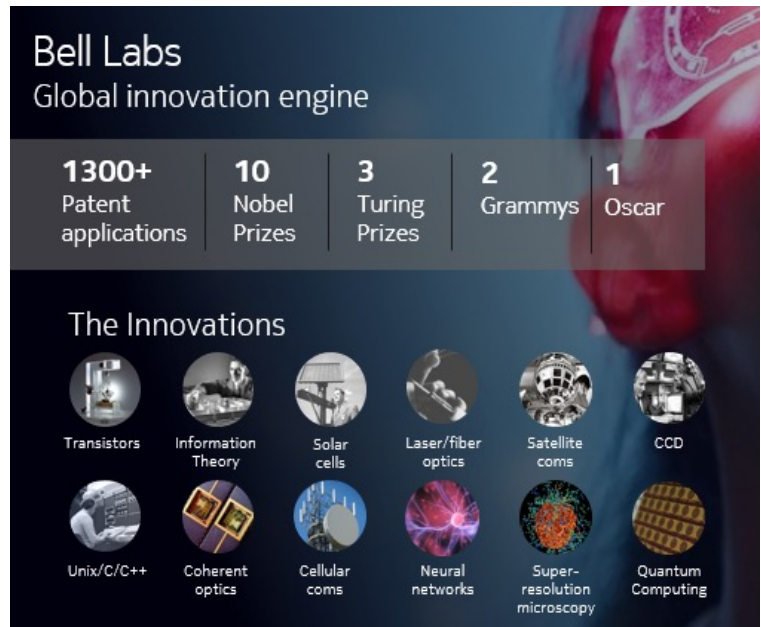 Bell Labs
Global innovation engine
1300+
Patent
applications
10
Nobel
Prizes
3
Turing
Prizes
2
Grammys
1
Oscar
The Innovations
Transistors
Information
Theory
Solar
cells
Laser/fiber
optics
Satellite
coms
CCD
Unix/C/C++
Coherent
optics
Cellular
coms
Neural
networks
Super-
resolution
microscopy
Quantum
Computing